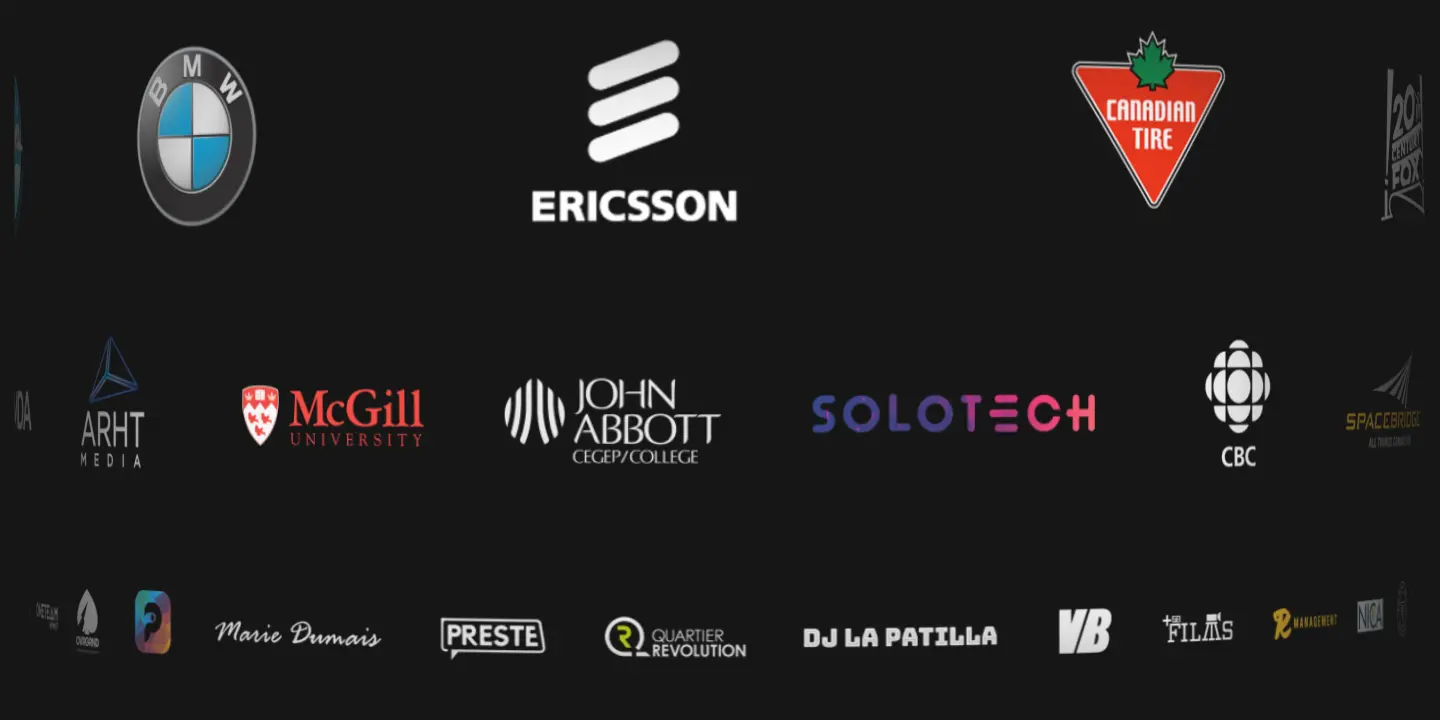 BMW
ERICSSON
CANADIAN
TIRE
20th
CENTURY
FOX
ARHT
MEDIA
McGill
UNIVERSITY
JOHN
ABBOTT
CEGEP/COLLEGE
SOLOTECH
CBC
SPACEBRIDGE
Marie Dumais
PRESTE
QUARTIER
REVOLUTION
DJ LA PATILLA
VB
FILMS
R MANAGEMENT
NICA